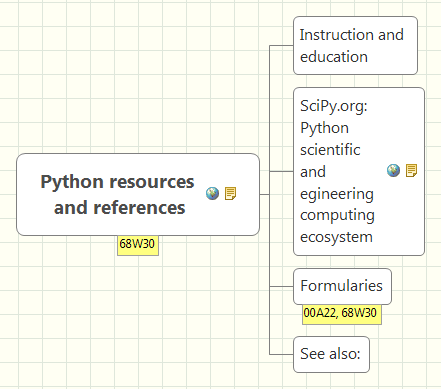 Instruction and
education
SciPy.org:
Python
scientific
and
egineering
computing
ecosystem
Python resources
and references
68W30
Formularies
00A22, 68W30
See also: